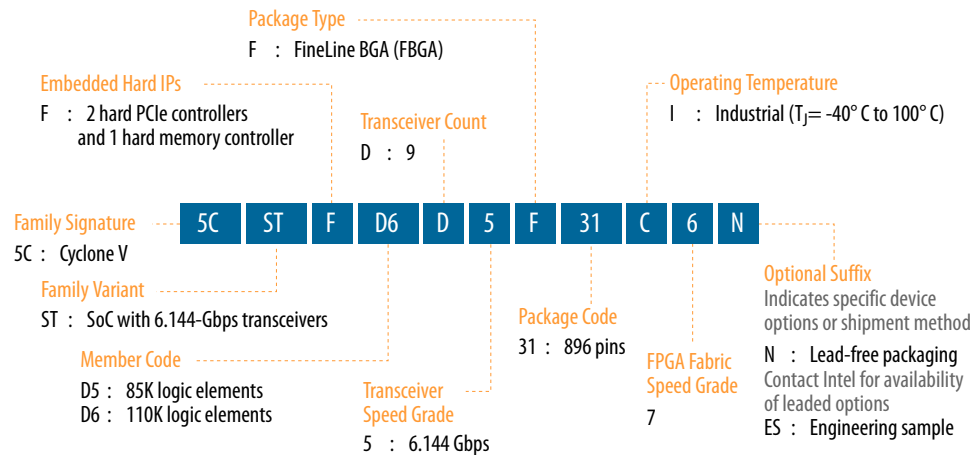 Package Type
F : FineLine BGA (FBGA)
Embedded Hard IPs
F : 2 hard PCIe controllers
and 1 hard memory controller
Transceiver Count
D : 9
Operating Temperature
I : Industrial (TJ= -40° C to 100° C)
Family Signature
5C : Cyclone V
5C ST F D6 D 5 F 31 C 6 N
Family Variant
ST : SoC with 6.144-Gbps transceivers
Member Code
D5 : 85K logic elements
D6 : 110K logic elements
Transceiver
Speed Grade
5 : 6.144 Gbps
Package Code
31 : 896 pins
FPGA Fabric
Speed Grade
7
Optional Suffix
Indicates specific device
options or shipment method
N : Lead-free packaging
Contact Intel for availability
of leaded options
ES : Engineering sample